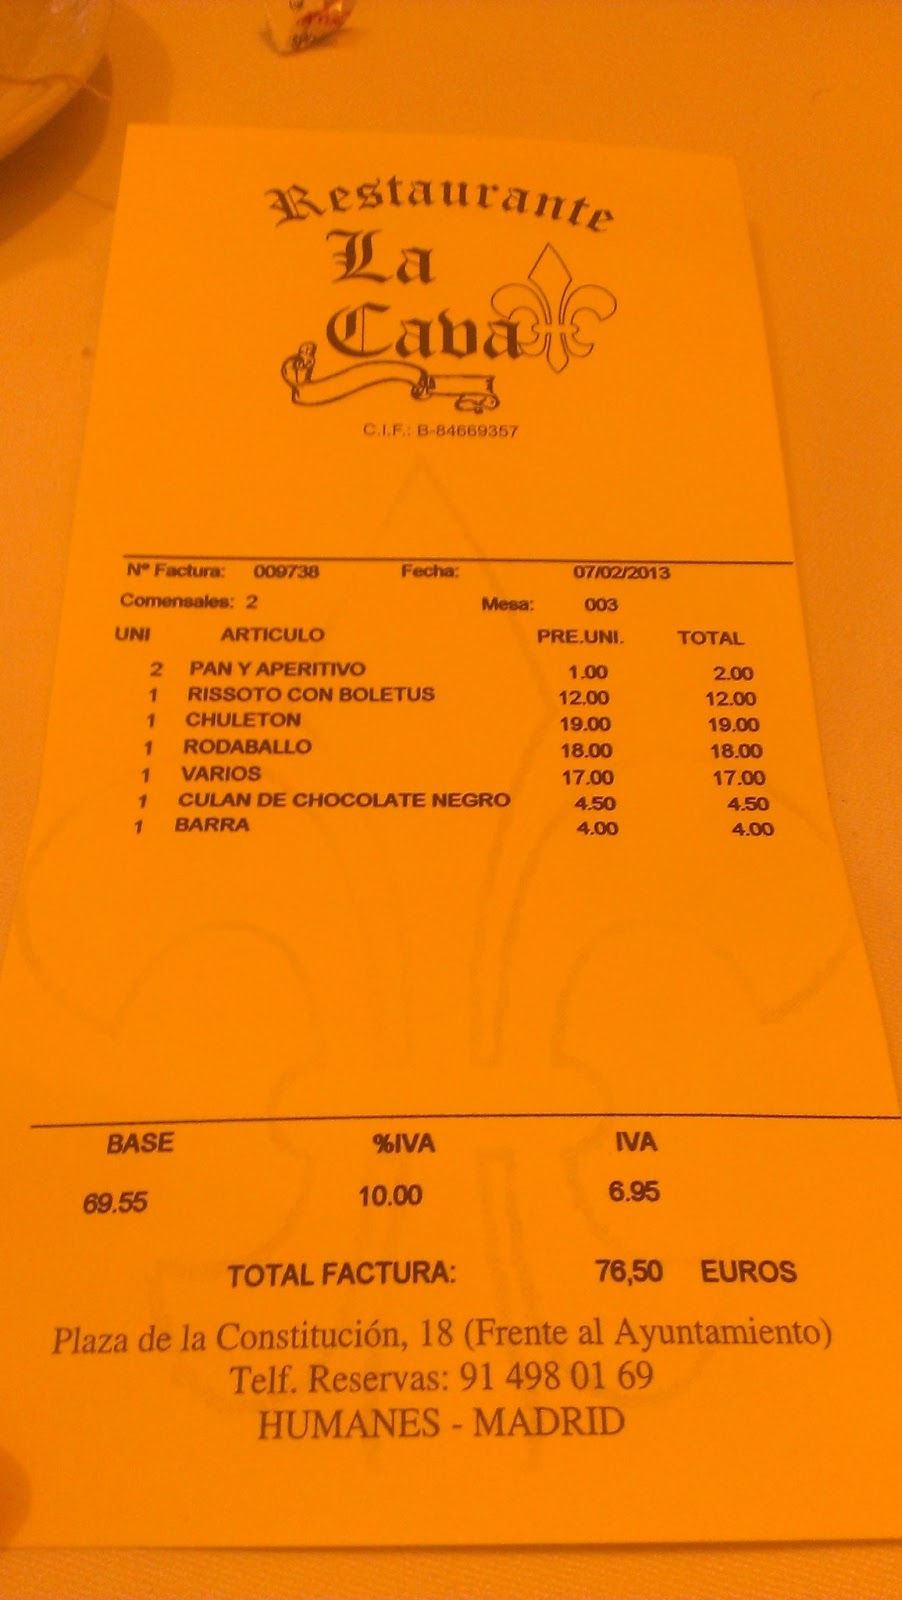 Restaurante
La
Cava
C.I.F.: B-84669357
Nº Factura: 009738 Fecha: 07/02/2013
Comensales: 2 Mesa: 003
UNI ARTICULO PRE.UNI. TOTAL
2 PAN Y APERITIVO 1.00 2.00
1 RISSOTO CON BOLETUS 12.00 12.00
1 CHULETON 19.00 19.00
1 RODABALLO 18.00 18.00
1 VARIOS 17.00 17.00
1 CULAN DE CHOCOLATE NEGRO 4.50 4.50
1 BARRA 4.00 4.00
BASE %IVA IVA
69.55 10.00 6.95
TOTAL FACTURA: 76,50 EUROS
Plaza de la Constitución, 18 (Frente al Ayuntamiento)
Telf. Reservas: 91 498 01 69
HUMANES - MADRID